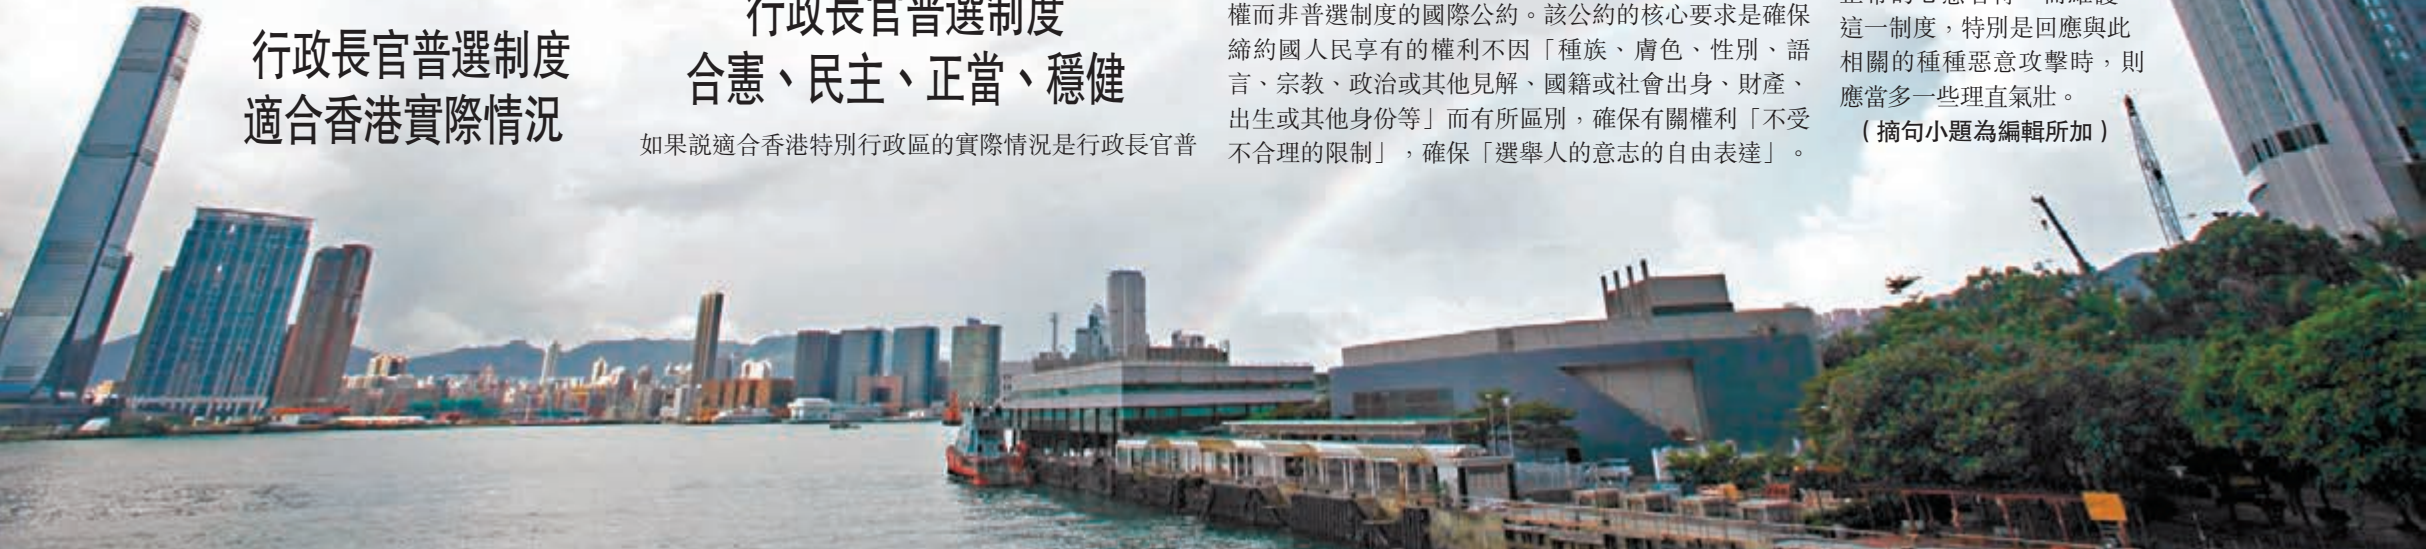 行政長官普選制度
適合香港實際情況
行政長官普選制度
合憲、民主、正當、穩健
如果說適合香港特別行政區的實際情況是行政長官普
權而非普選制度的國際公約。該公約的核心要求是確保
締約國人民享有的權利不因「種族、膚色、性別、語
言、宗教、政治或其他見解、國籍或社會出身、財產、
出生或其他身份等」而有所區別，確保有關權利「不受
不合理的限制」，確保「選舉人的意志的自由表達」。
這一制度，特別是回應與此
相關的種種惡意攻擊時，則
應當多一些理直氣壯。
（摘句小題為編輯所加）